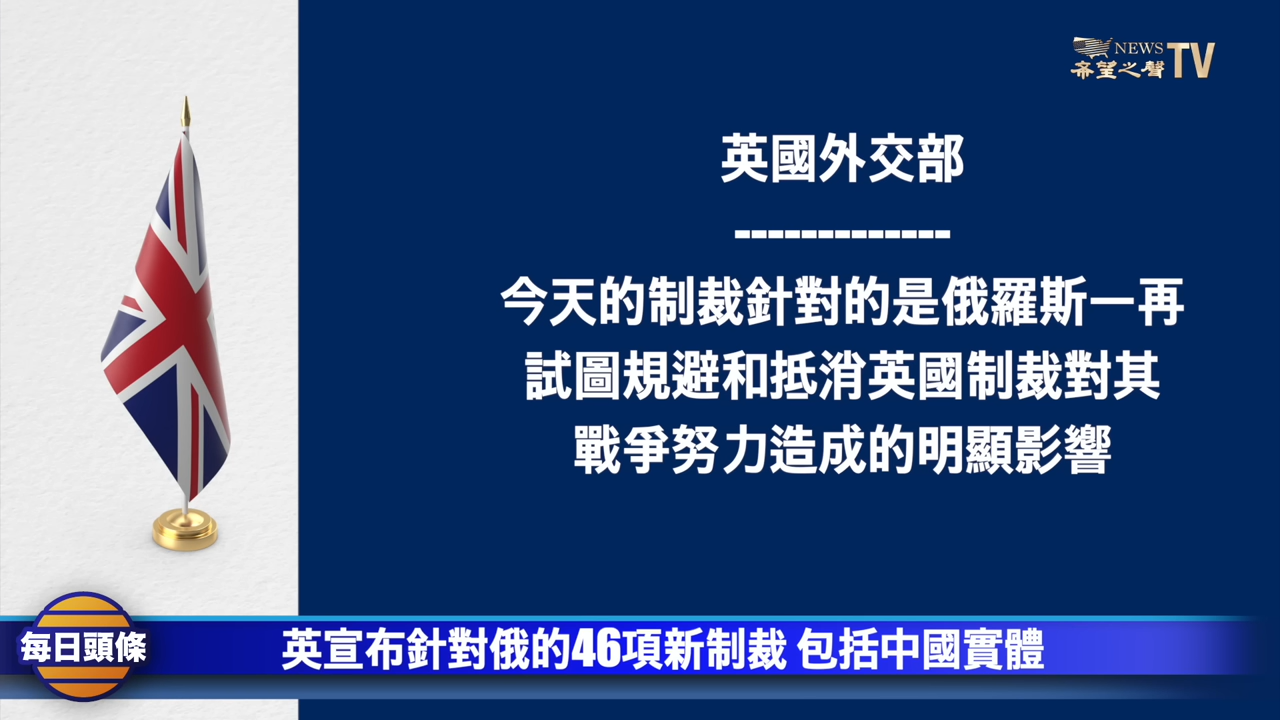 NEWS
希望之聲TV
英國外交部
-------------
今天的制裁針對的是俄羅斯一再
試圖規避和抵消英國制裁對其
戰爭努力造成的明顯影響
每日頭條
英宣布針對俄的46項新制裁 包括中國實體